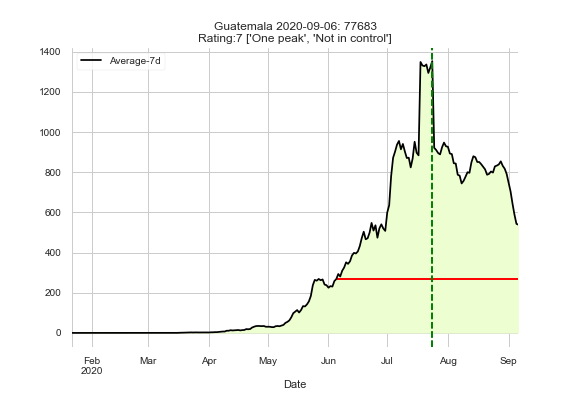 Guatemala 2020-09-06: 77683
Rating:7 ['One peak', 'Not in control']
Average-7d
1400
1200
1000
800
600
400
200
0
Feb Mar Apr May Jun Jul Aug Sep
2020
Date